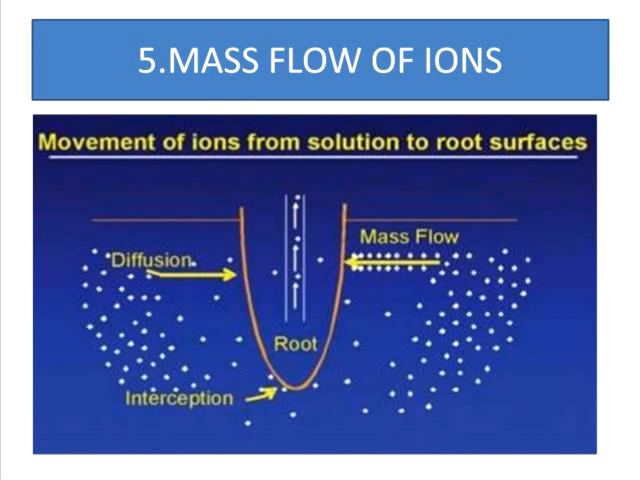 5.MASS FLOW OF IONS
Movement of ions from solution to root surfaces
Mass Flow
Diffusion
Root
Interception